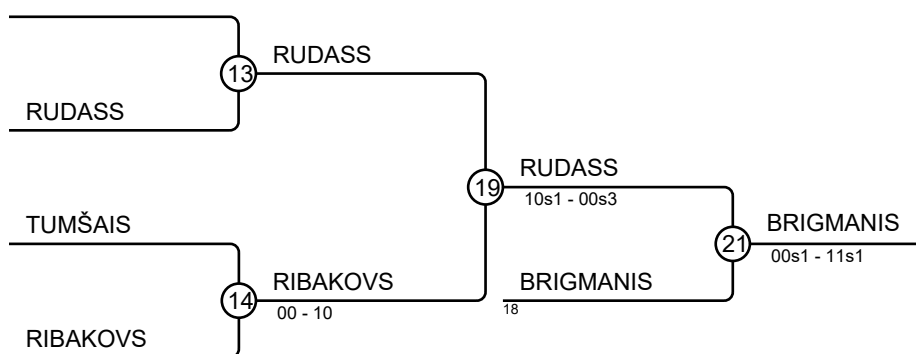 RUDASS
13
RUDASS
RUDASS
19
10s1 - 00s3
TUMŠAIS
BRIGMANIS
21
00s1 - 11s1
RIBAKOVS
BRIGMANIS
14
00 - 10
18
RIBAKOVS